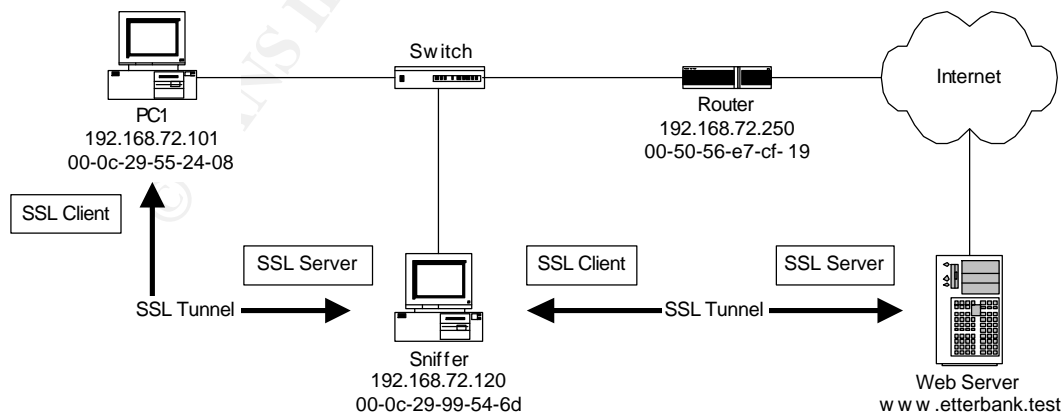 Switch
Internet
PC1
192.168.72.101
00-0c-29-55-24-08
Router
192.168.72.250
00-50-56-e7-cf- 19
SSL Client
SSL Server
SSL Client
SSL Server
SSL Tunnel
SSL Tunnel
Sniffer
192.168.72.120
00-0c-29-99-54-6d
Web Server
www.etterbank.test